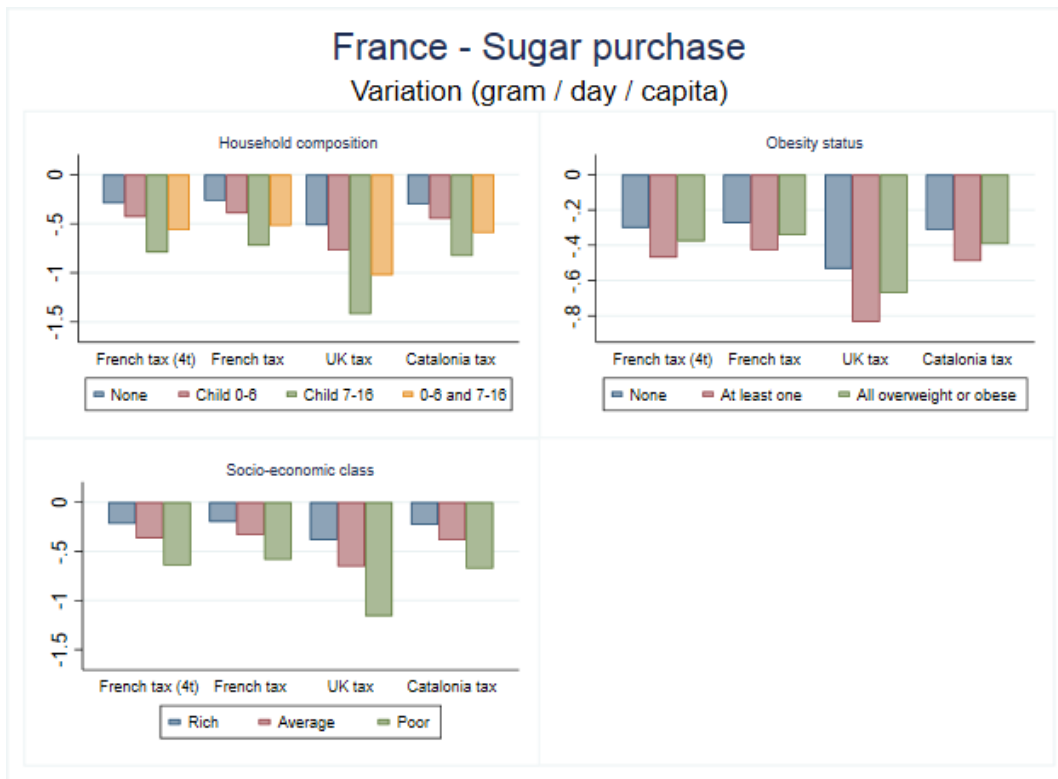 France - Sugar purchase
Variation (gram / day / capita)
Household composition
0
-.5
-1
-1.5
French tax (4t) French tax UK tax Catalonia tax
None Child 0-6 Child 7-16 0-6 and 7-16
Obesity status
0
-.2
-.4
-.6
-.8
French tax (4t) French tax UK tax Catalonia tax
None At least one All overweight or obese
Socio-economic class
0
-.5
-1
-1.5
French tax (4t) French tax UK tax Catalonia tax
Rich Average Poor